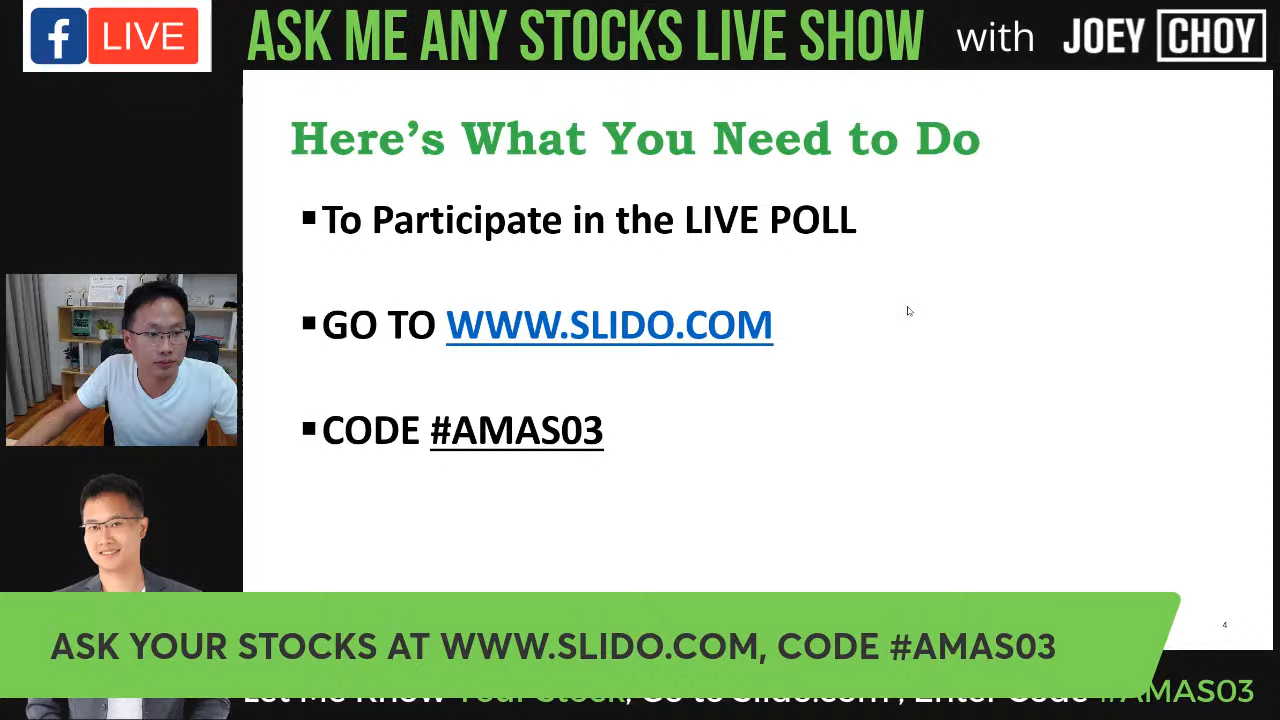 f LIVE ASK ME ANY STOCKS LIVE SHOW with JOEY CHOY
Here’s What You Need to Do
▪To Participate in the LIVE POLL
▪GO TO WWW.SLIDO.COM
▪CODE #AMAS03
4
ASK YOUR STOCKS AT WWW.SLIDO.COM, CODE #AMAS03
Let Me Know Your Stock, Go to Slido.com , Enter Code #AMAS03